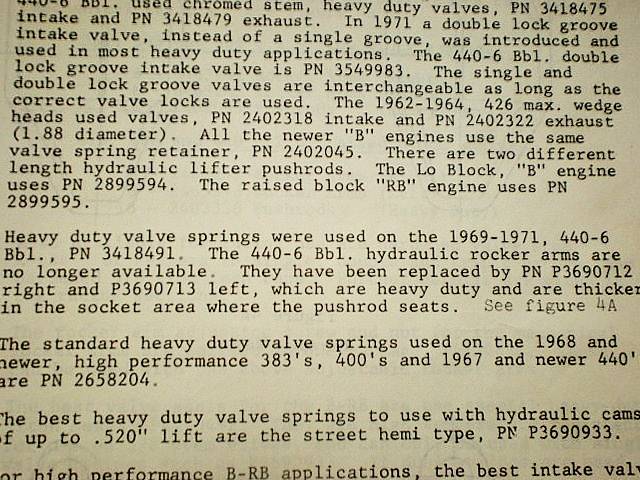 440-6 Bbl. used chromed stem, heavy duty valves, PN 3418475
intake and PN 3418479 exhaust.  In 1971 a double lock groove
intake valve, instead of a single groove, was introduced and
used in most heavy duty applications.  The 440-6 Bbl. double
lock groove intake valve is PN 3549983.  The single and
double lock groove valves are interchangeable as long as the
correct valve locks are used.  The 1962-1964, 426 max. wedge
heads used valves, PN 2402318 intake and PN 2402322 exhaust
(1.88 diameter).  All the newer "B" engines use the same
valve spring retainer, PN 2402045.  There are two different
length hydraulic lifter pushrods.  The Lo Block, "B" engine
uses PN 2899594.  The raised block "RB" engine uses PN
2899595.
Heavy duty valve springs were used on the 1969-1971, 440-6
Bbl., PN 3418491.  The 440-6 Bbl. hydraulic rocker arms are
no longer available.  They have been replaced by PN P3690712
right and P3690713 left, which are heavy duty and are thicker
in the socket area where the pushrod seats.  See figure 4A
The standard heavy duty valve springs used on the 1968 and
newer, high performance 383's, 400's and 1967 and newer 440'
are PN 2658204.
The best heavy duty valve springs to use with hydraulic cams
of up to .520" lift are the street hemi type, PN P3690933.
or high performance B-RB applications, the best intake valv